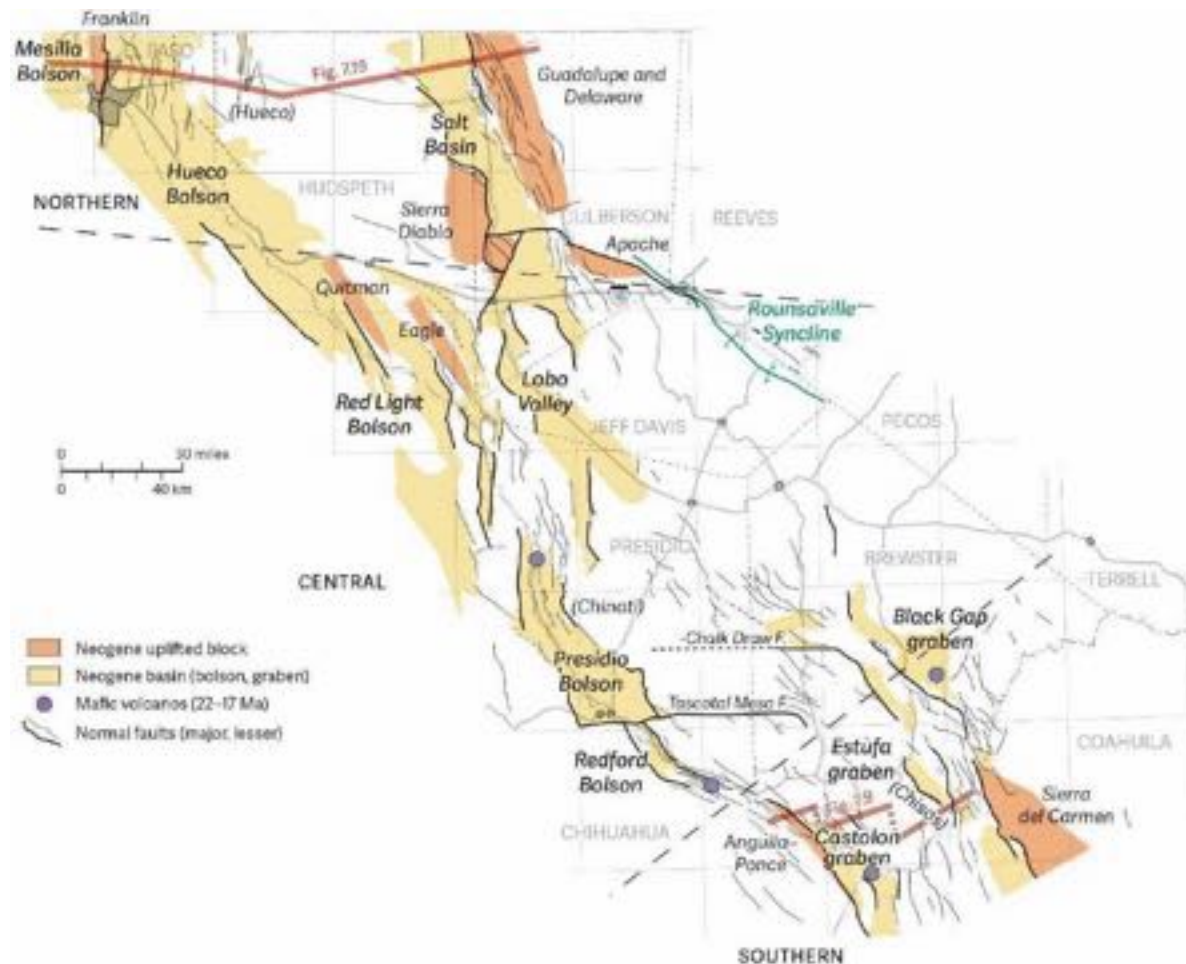 Franklin
Mesilla
Bolson
PASO
Fig. 7.19
(Hueco)
Guadalupe and
Delaware
Salt
Basin
Hueco
Bolson
HUDSPETH
NORTHERN
Sierra
Diablo
CULBERSON
REEVES
Apache
Quitman
Rounsaville
Syncline
Eagle
Lobo
Valley
Red Light
Bolson
JEFF DAVIS
PECOS
0 30 miles
0 40 km
PRESIDIO
BREWSTER
TERRELL
CENTRAL
(Chinati)
Black Gap
graben
Chalk Draw F.
Neogene uplifted block
Neogene basin (bolson, graben)
Mafic volcanos (22–17 Ma)
Normal faults (major, lesser)
Presidio
Bolson
Tascotal Mesa F.
COAHUILA
Redford
Bolson
Estufa
graben
(Chisos)
Sierra
del Carmen
CHIHUAHUA
Anguila-
Ponce
Castolon
graben
SOUTHERN